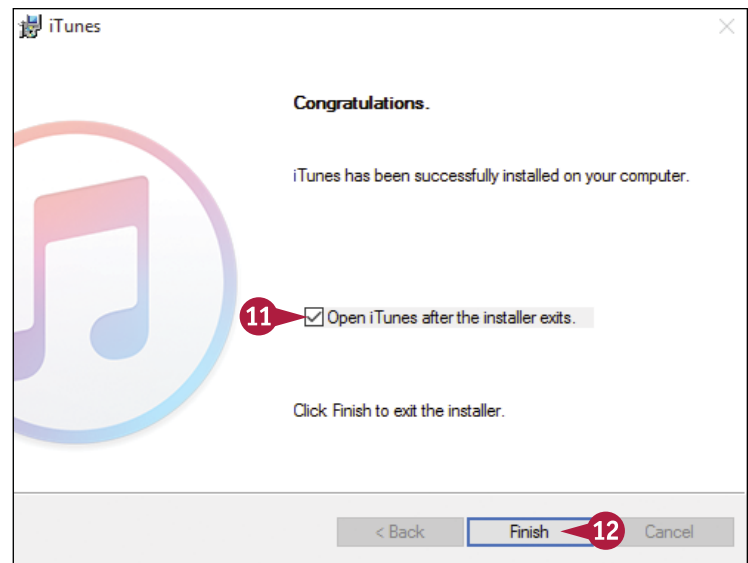 iTunes
Congratulations.
iTunes has been successfully installed on your computer.
11
Open iTunes after the installer exits.
Click Finish to exit the installer.
< Back Finish 12 Cancel